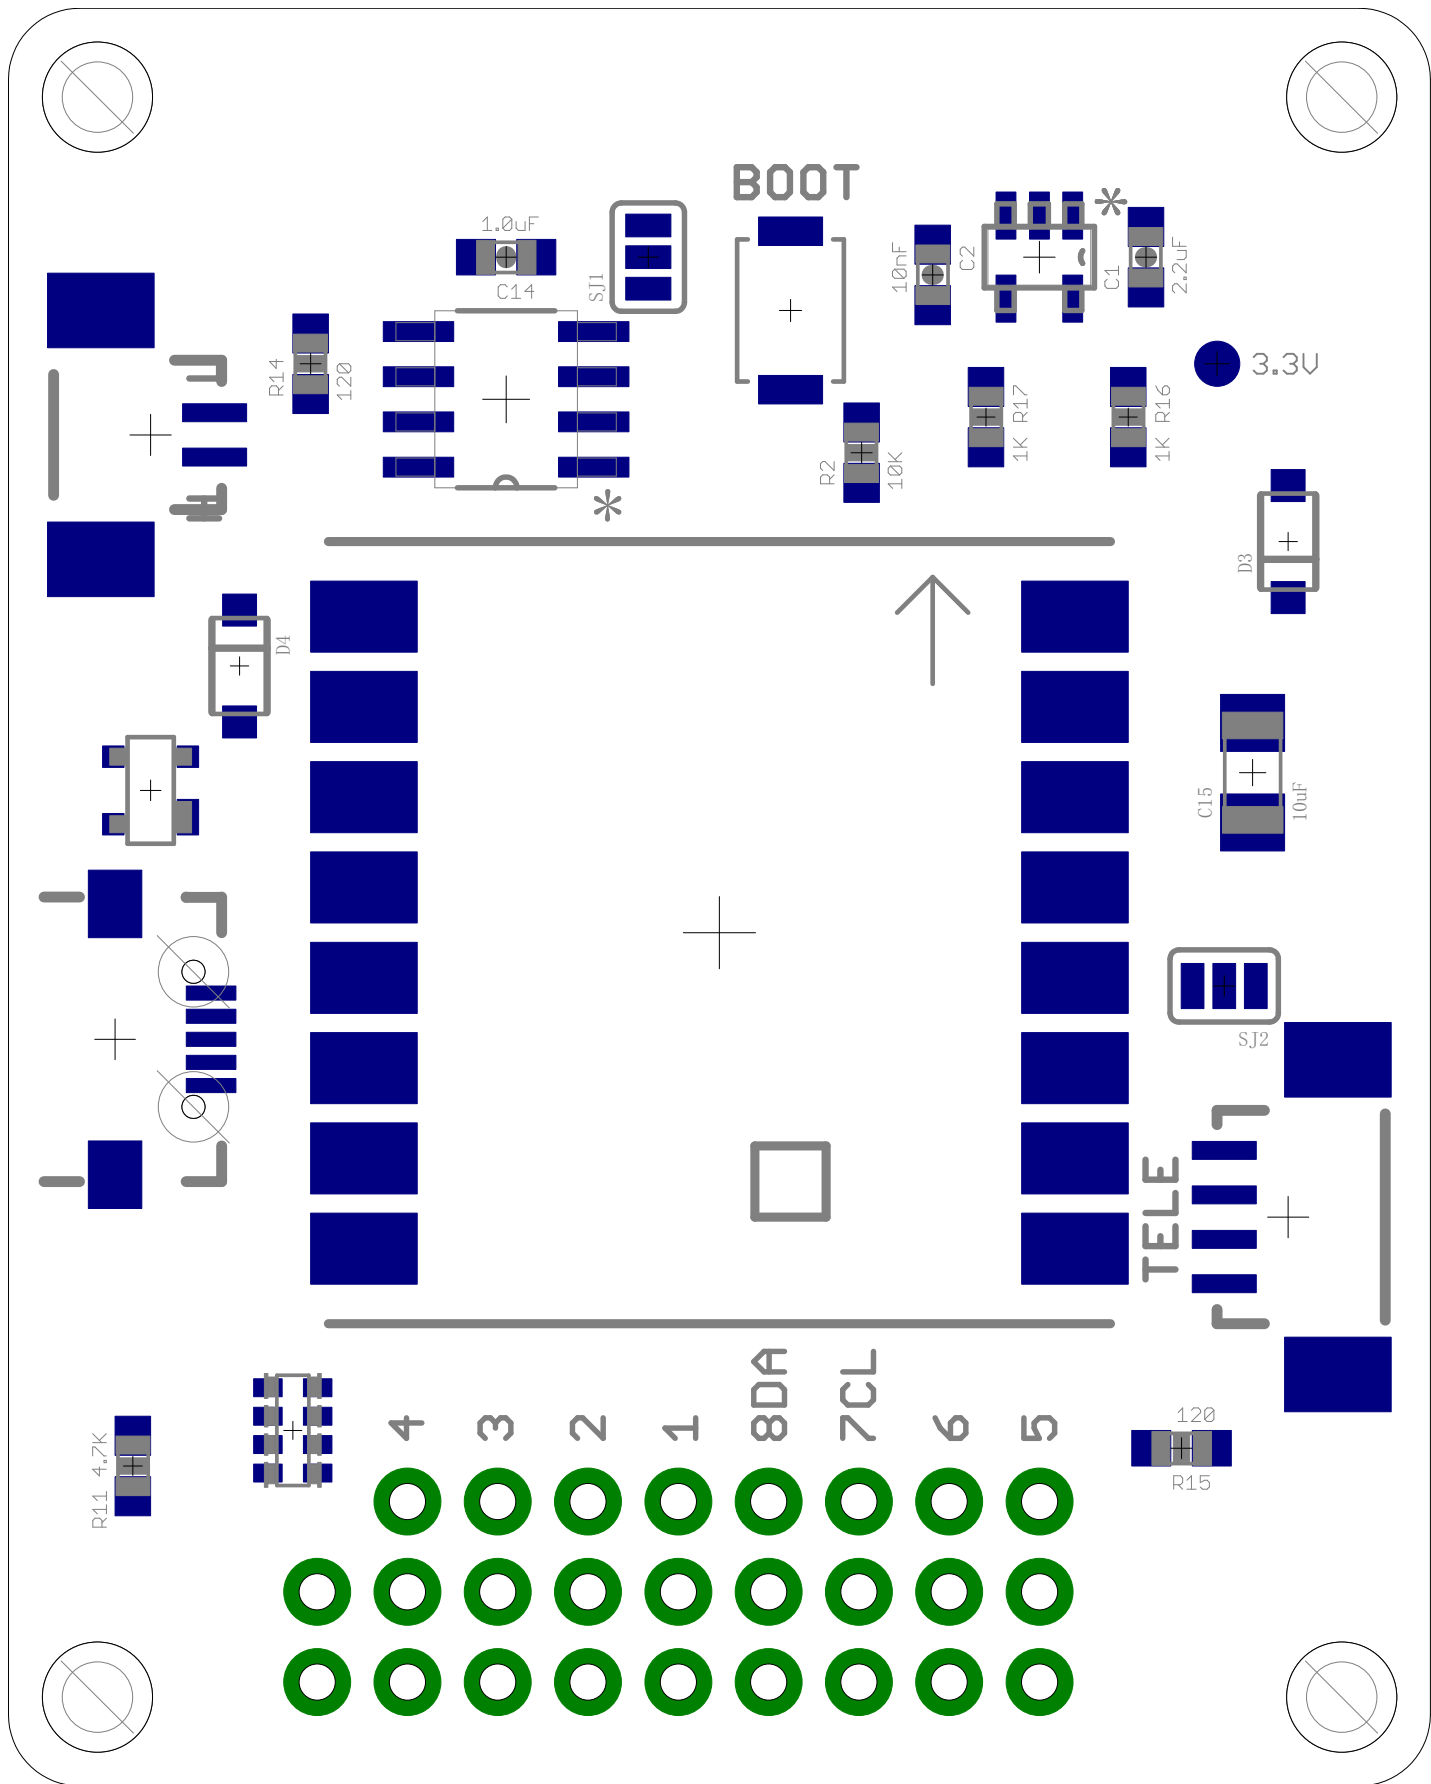 BOOT
*
1.0uF
C14
SJ1
10nF
C2
C1
2.2uF
3.3V
R14
120
R17
1K
R16
1K
R2
10K
*
D3
D4
C15
10uF
SJ2
TELE
4
3
2
1
8DA
7CL
6
5
120
R15
4.7K
R11